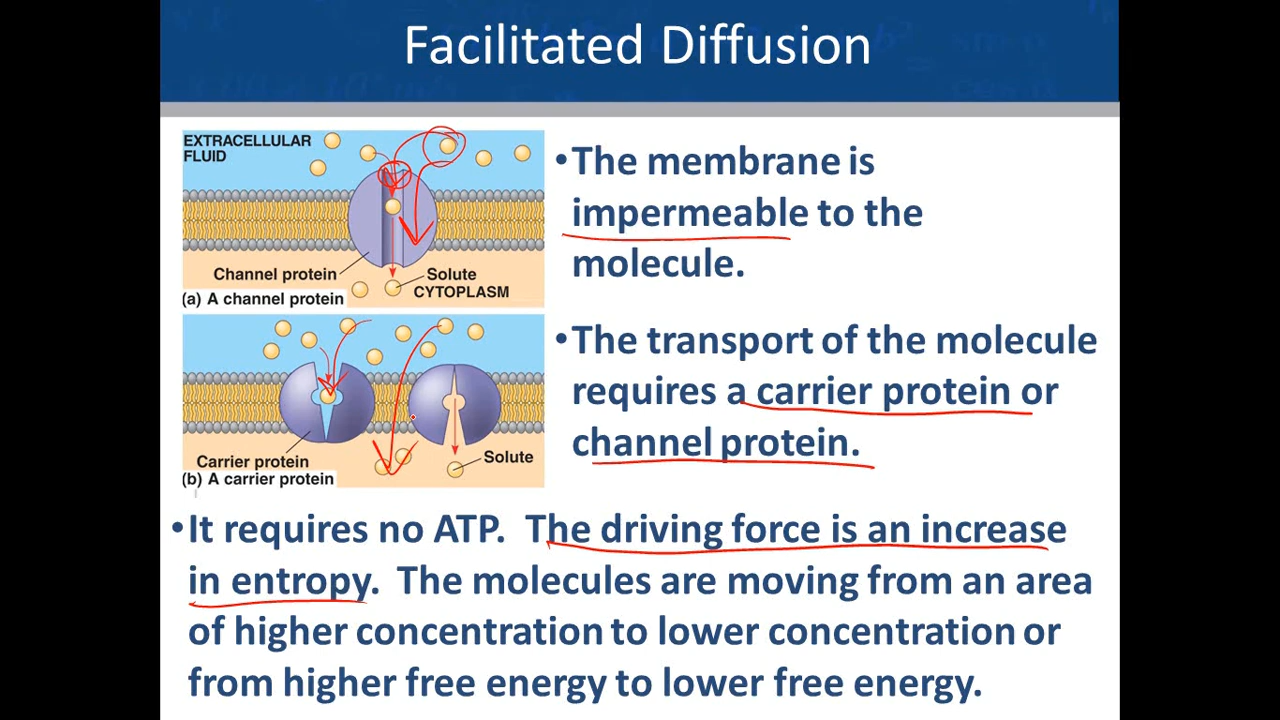 Facilitated Diffusion
EXTRACELLULAR
FLUID
Channel protein
Solute
CYTOPLASM
(a) A channel protein
Carrier protein
Solute
(b) A carrier protein
•The membrane is
impermeable to the
molecule.
•The transport of the molecule
requires a carrier protein or
channel protein.
•It requires no ATP.  The driving force is an increase
in entropy.  The molecules are moving from an area
of higher concentration to lower concentration or
from higher free energy to lower free energy.